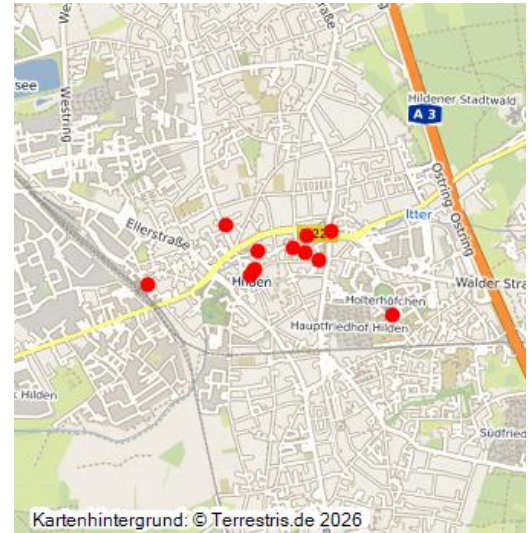 see
Westring
Hildener Stadtwald
A 3
Ostring
Ostring
Itter
Ellerstraße
Walder Stra
Hilden
Holterhöfchen
Hauptfriedhof Hilden
Hilden
Südfried
Kartenhintergrund: © Terrestris.de 2026